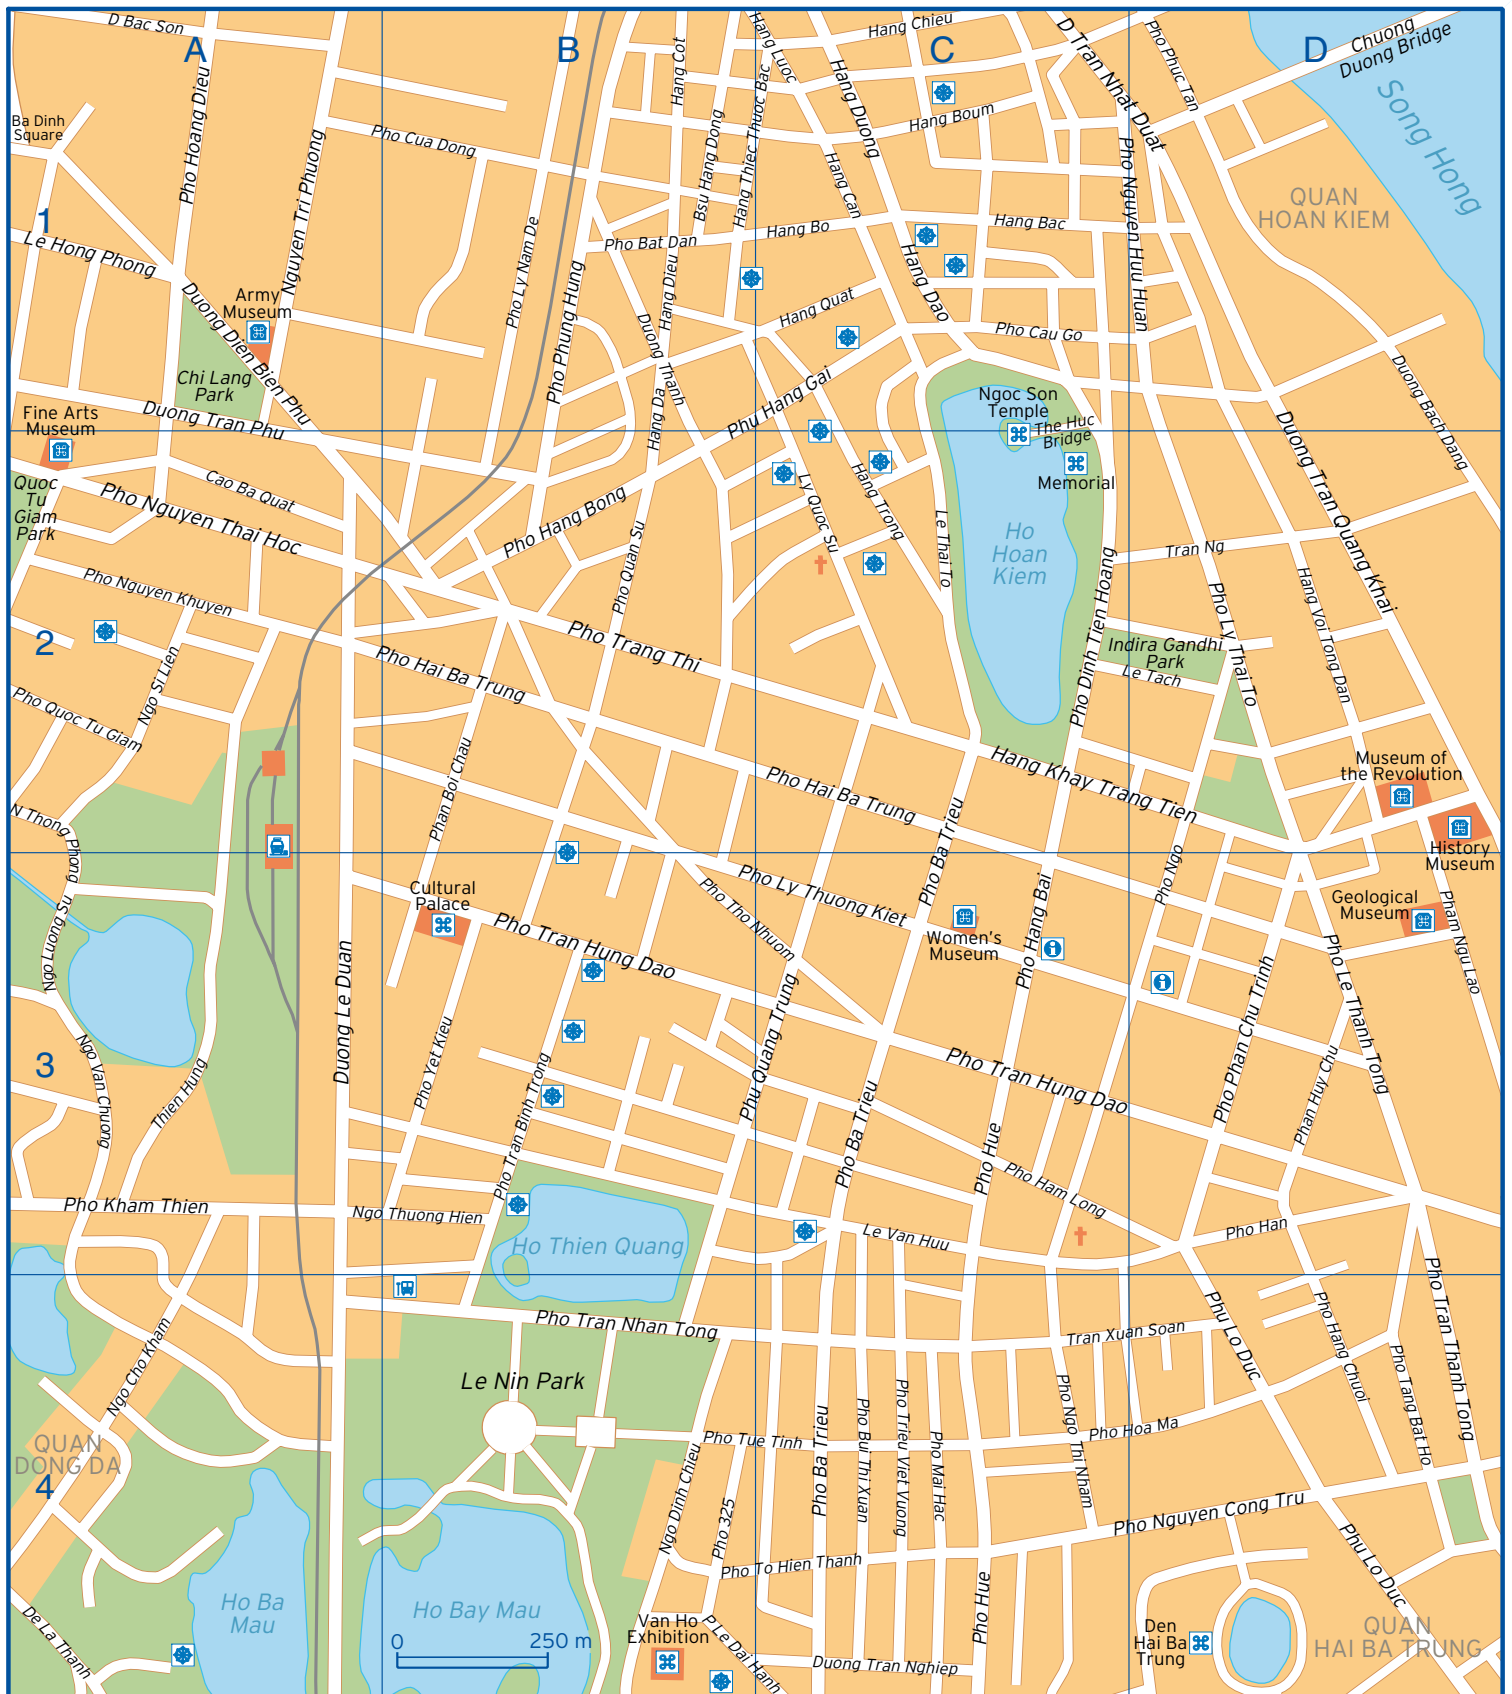 D Bac Son
A
B
C
D
Hang Chieu
Chuong
Duong Bridge
Song Hong
Pho Phuc Tan
D Tran Nhat Duat
Hang Luoc
Hang Cot
Hang Duong
Hang Boum
Ba Dinh
Square
Pho Hoang Dieu
Nguyen Tri Phuong
Pho Cua Dong
Bsu Hang Dong
Hang Thiec Thuoc Bac
Hang Can
Pho Nguyen Huu Huan
QUAN
HOAN KIEM
1
Le Hong Phong
Pho Ly Nam De
Pho Phung Hung
Pho Bat Dan
Hang Bo
Hang Bac
Hang Dieu
Hang Dao
Army
Museum
Duong Dien Bien Phu
Hang Quat
Pho Cau Go
Duong Thanh
Duong Bach Dang
Chi Lang
Park
Fine Arts
Museum
Duong Tran Phu
Hang Da
Phu Hang Gai
Ngoc Son
Temple
The Huc
Bridge
Memorial
Duong Tran Quang Khai
Quoc
Tu
Giam
Park
Cao Ba Quat
Pho Nguyen Thai Hoc
Pho Hang Bong
Ly Quoc Su
Hang Trong
Le Thai To
Ho
Hoan
Kiem
Tran Ng
Pho Quan Su
Pho Nguyen Khuyen
Pho Dinh Tien Hoang
Pho Ly Thai To
Hang Voi Tong Dan
2
Pho Trang Thi
Pho Hai Ba Trung
Indira Gandhi
Park
Le Tach
Ngo Si Lien
Pho Quoc Tu Giam
Phan Boi Chau
Hang Khay Trang Tien
Pho Hai Ba Trung
Museum of
the Revolution
History
Museum
N Thong Phong
Pho Ba Trieu
Pho Ngo
Pho Ly Thuong Kiet
Pho Tho Nhuom
Cultural
Palace
Geological
Museum
Pham Ngu Lao
Ngo Luong Su
Pho Tran Hung Dao
Women's
Museum
Pho Hang Bai
Duong Le Duan
Pho Le Thanh Tong
Pho Phan Chu Trinh
Phu Quang Trung
3
Ngo Van Chuong
Thien Hung
Pho Yet Kieu
Pho Tran Binh Trong
Pho Tran Hung Dao
Pho Ba Trieu
Pho Hue
Phan Huy Chu
Pho Ham Long
Pho Kham Thien
Ngo Thuong Hien
Ho Thien Quang
Le Van Huu
Pho Han
Pho Tran Thanh Tong
Pho Tran Nhan Tong
Tran Xuan Soan
Phu Lo Duc
Pho Hang Chuoi
Ngo Cho Kham
Le Nin Park
Pho Tang Bat Ho
Pho Ba Trieu
Pho Bui Thi Xuan
Pho Trieu Viet Vuong
Pho Mai Hac
Pho Ngo Thi Nham
Pho Tue Tinh
Pho Hoa Ma
QUAN
DONG DA
4
Ngo Dinh Chieu
Pho 325
Pho Nguyen Cong Tru
Pho To Hien Thanh
Phu Lo Duc
Ho Ba
Mau
Ho Bay Mau
Pho Hue
De La Thanh
0
250 m
Van Ho
Exhibition
P Le Dai Hanh
Duong Tran Nghiep
Den
Hai Ba
Trung
QUAN
HAI BA TRUNG